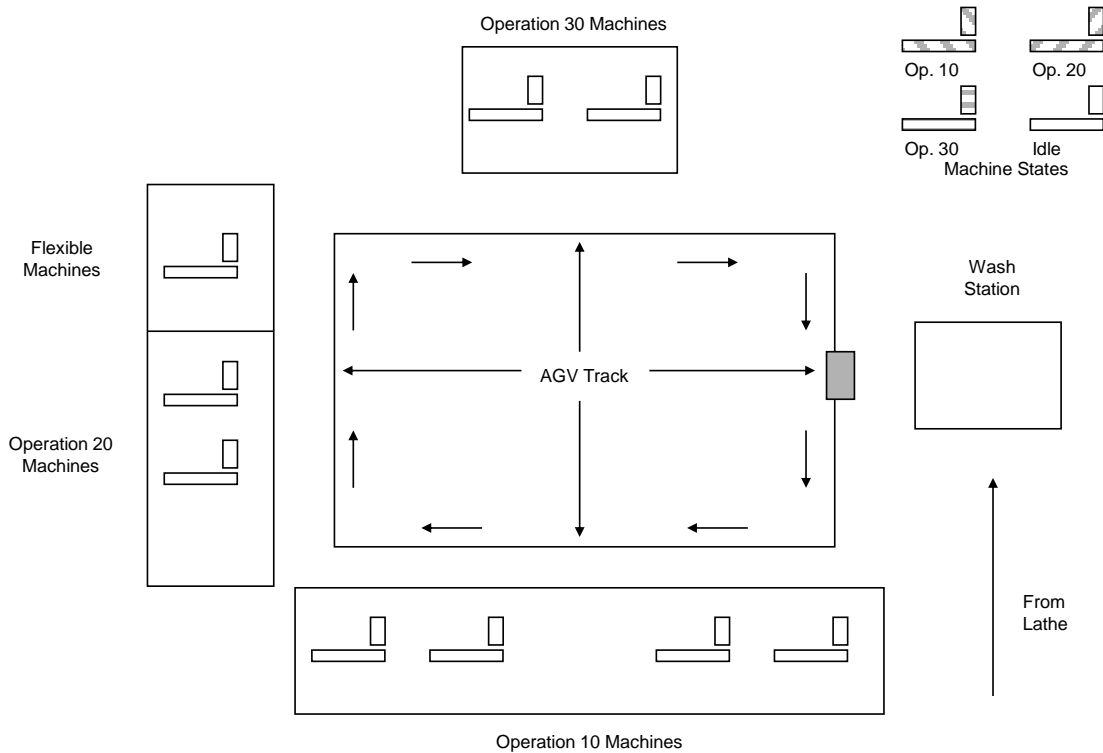 Operation 30 Machines
Op. 10
Op. 20
Op. 30
Idle
Machine States
Flexible
Machines
Wash
Station
AGV Track
Operation 20
Machines
From
Lathe
Operation 10 Machines